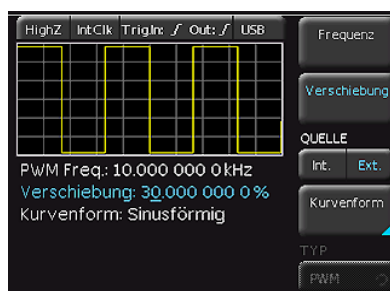 HighZ IntClk Trig.In: Out: USB
Frequenz
Verschiebung
QUELLE
Int. Ext.
PWM Freq.: 10.000 000 0 kHz
Verschiebung: 30.000 000 0 %
Kurvenform: Sinusförmig
Kurvenform
TYP
PWM